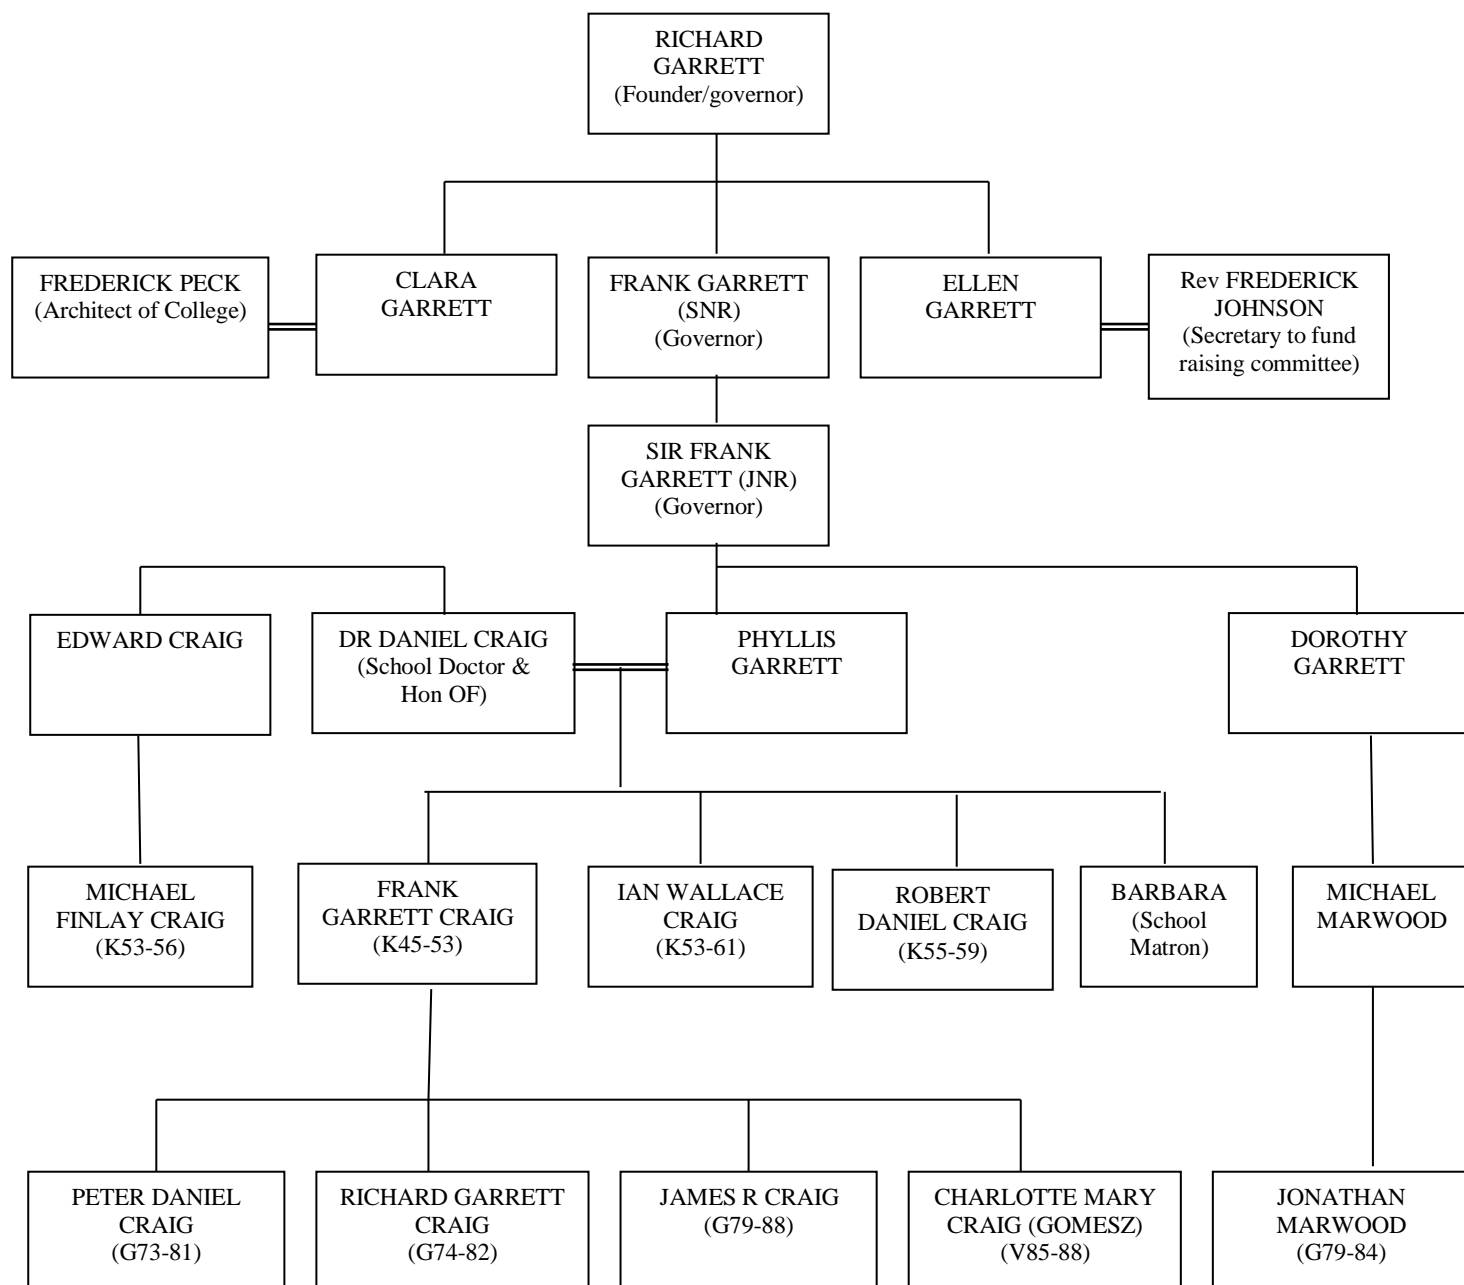 RICHARD
GARRETT
(Founder/governor)
FREDERICK PECK
(Architect of College)
CLARA
GARRETT
FRANK GARRETT
(SNR)
(Governor)
ELLEN
GARRETT
Rev FREDERICK
JOHNSON
(Secretary to fund
raising committee)
SIR FRANK
GARRETT (JNR)
(Governor)
EDWARD CRAIG
DR DANIEL CRAIG
(School Doctor &
Hon OF)
PHYLLIS
GARRETT
DOROTHY
GARRETT
MICHAEL
FINLAY CRAIG
(K53-56)
FRANK
GARRETT CRAIG
(K45-53)
IAN WALLACE
CRAIG
(K53-61)
ROBERT
DANIEL CRAIG
(K55-59)
BARBARA
(School
Matron)
MICHAEL
MARWOOD
PETER DANIEL
CRAIG
(G73-81)
RICHARD GARRETT
CRAIG
(G74-82)
JAMES R CRAIG
(G79-88)
CHARLOTTE MARY
CRAIG (GOMESZ)
(V85-88)
JONATHAN
MARWOOD
(G79-84)